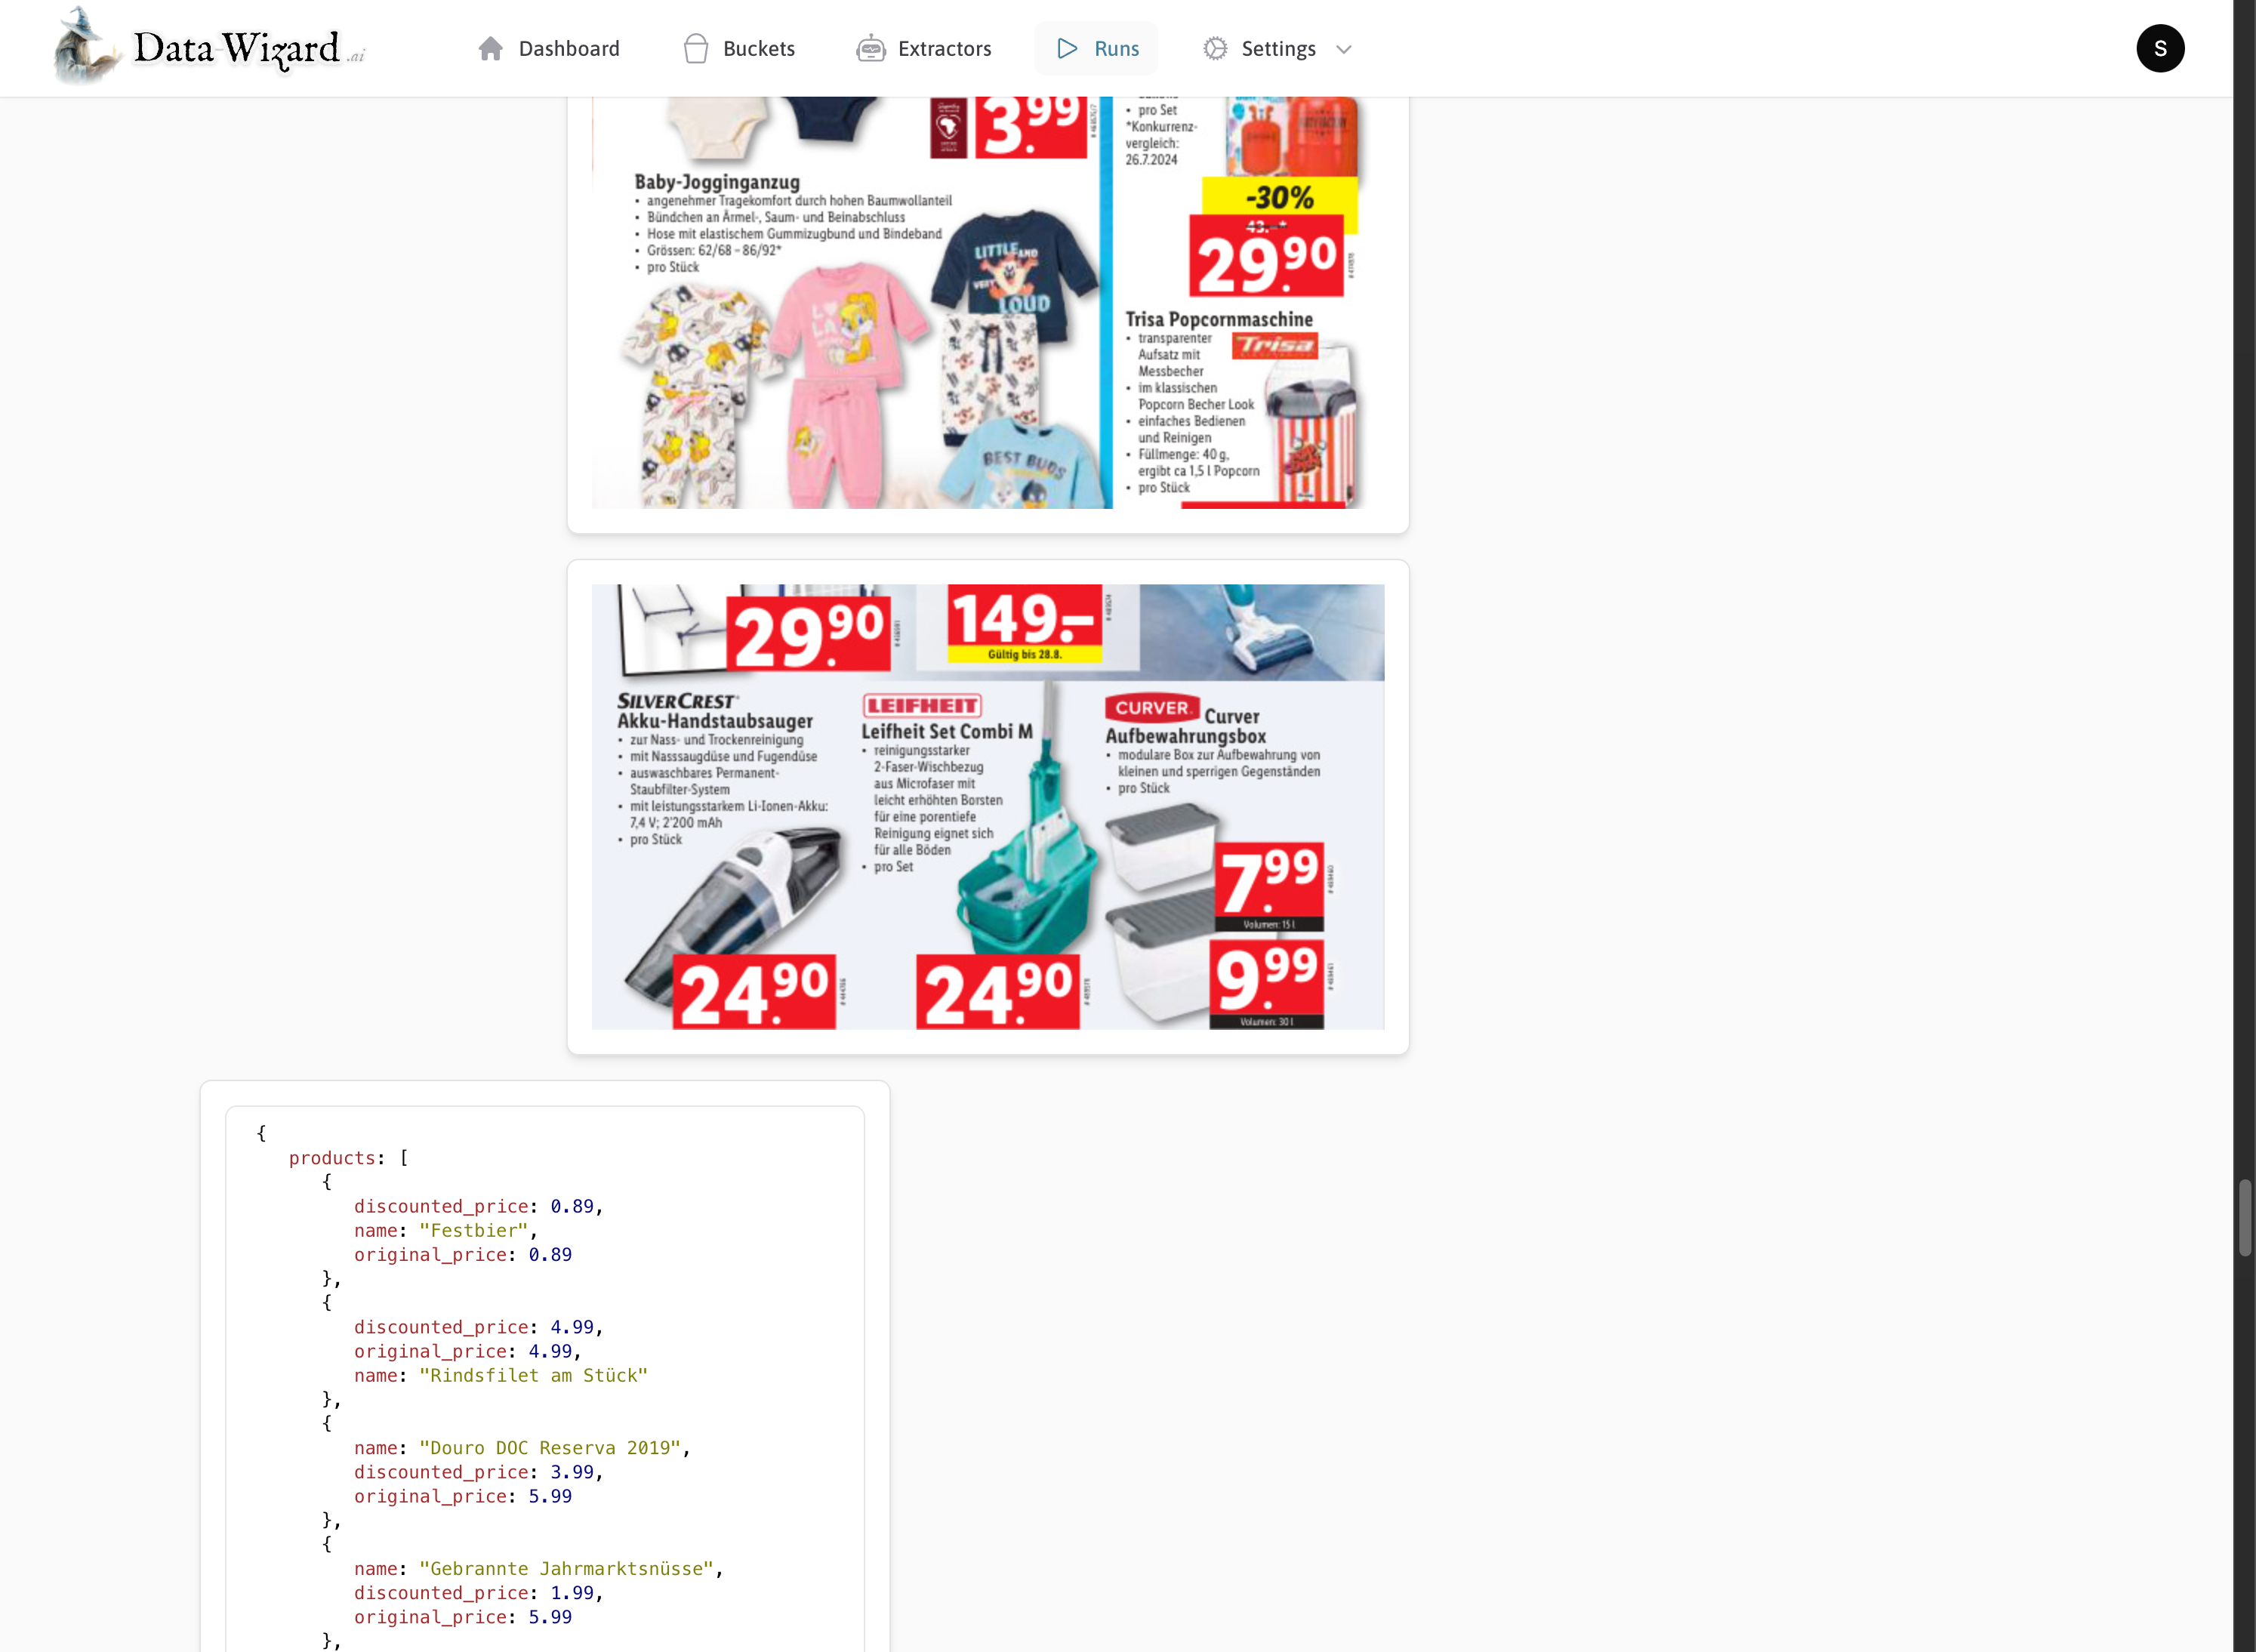 Data Wizard .ai
Dashboard
Buckets
Extractors
Runs
Settings
S
3.99
• pro Set
*Konkurrenz-
vergleich:
26.7.2024
Baby-Jogginganzug
• angenehmer Tragekomfort durch hohen Baumwollanteil
• Bündchen an Ärmel-, Saum- und Beinabschluss
• Hose mit elastischem Gummizugbund und Bindeband
• Grössen: 62/68 – 86/92*
• pro Stück
LITTLE AND
VERY
LOUD
BEST BUDS
-30%
43.–*
29.90
Trisa Popcornmaschine
Trisa
• transparenter
Aufsatz mit
Messbecher
• im klassischen
Popcorn Becher Look
• einfaches Bedienen
und Reinigen
• Füllmenge: 40 g,
ergibt ca 1,5 l Popcorn
• pro Stück
29.90
149.–
Gültig bis 28.8.
SILVERCREST®
Akku-Handstaubsauger
• zur Nass- und Trockenreinigung
• mit Nasssaugdüse und Fugendüse
• auswaschbares Permanent-
Staubfilter-System
• mit leistungsstarkem Li-Ionen-Akku:
7,4 V; 2'200 mAh
• pro Stück
24.90
LEIFHEIT
Leifheit Set Combi M
• reinigungsstarker
2-Faser-Wischbezug
aus Microfaser mit
leicht erhöhten Borsten
für eine porentiefe
Reinigung eignet sich
für alle Böden
• pro Set
24.90
CURVER.
Curver
Aufbewahrungsbox
• modulare Box zur Aufbewahrung von
kleinen und sperrigen Gegenständen
• pro Stück
7.99
Volumen: 15 l
9.99
Volumen: 30 l
{
products: [
{
discounted_price: 0.89,
name: "Festbier",
original_price: 0.89
},
{
discounted_price: 4.99,
original_price: 4.99,
name: "Rindsfilet am Stück"
},
{
name: "Douro DOC Reserva 2019",
discounted_price: 3.99,
original_price: 5.99
},
{
name: "Gebrannte Jahrmarktsnüsse",
discounted_price: 1.99,
original_price: 5.99
},